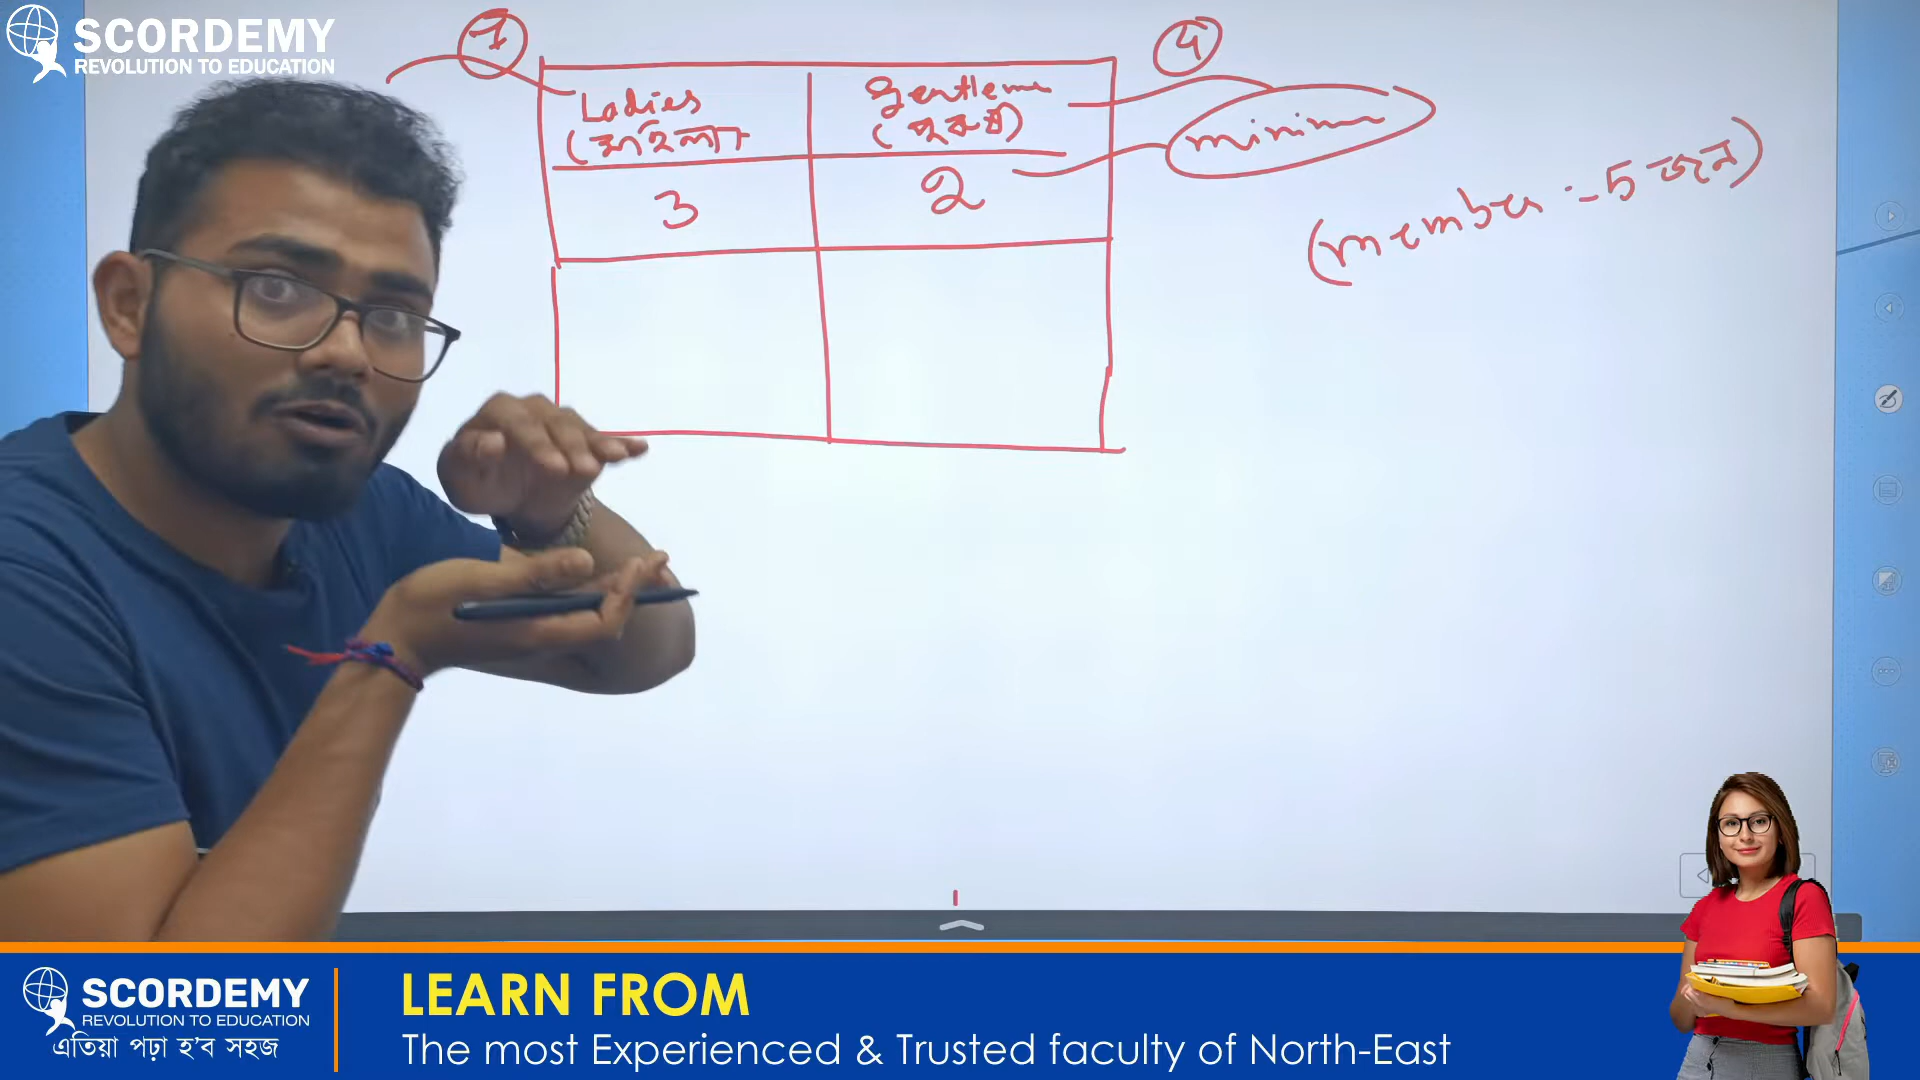 SCORDEMY
REVOLUTION TO EDUCATION
7
4
Ladies
(মহিলা
Gentleme
(পুৰুষ)
minimum
3
2
(member :- 5 জন)
SCORDEMY
REVOLUTION TO EDUCATION
এতিয়া পঢ়া হ'ব সহজ
LEARN FROM
The most Experienced & Trusted faculty of North-East